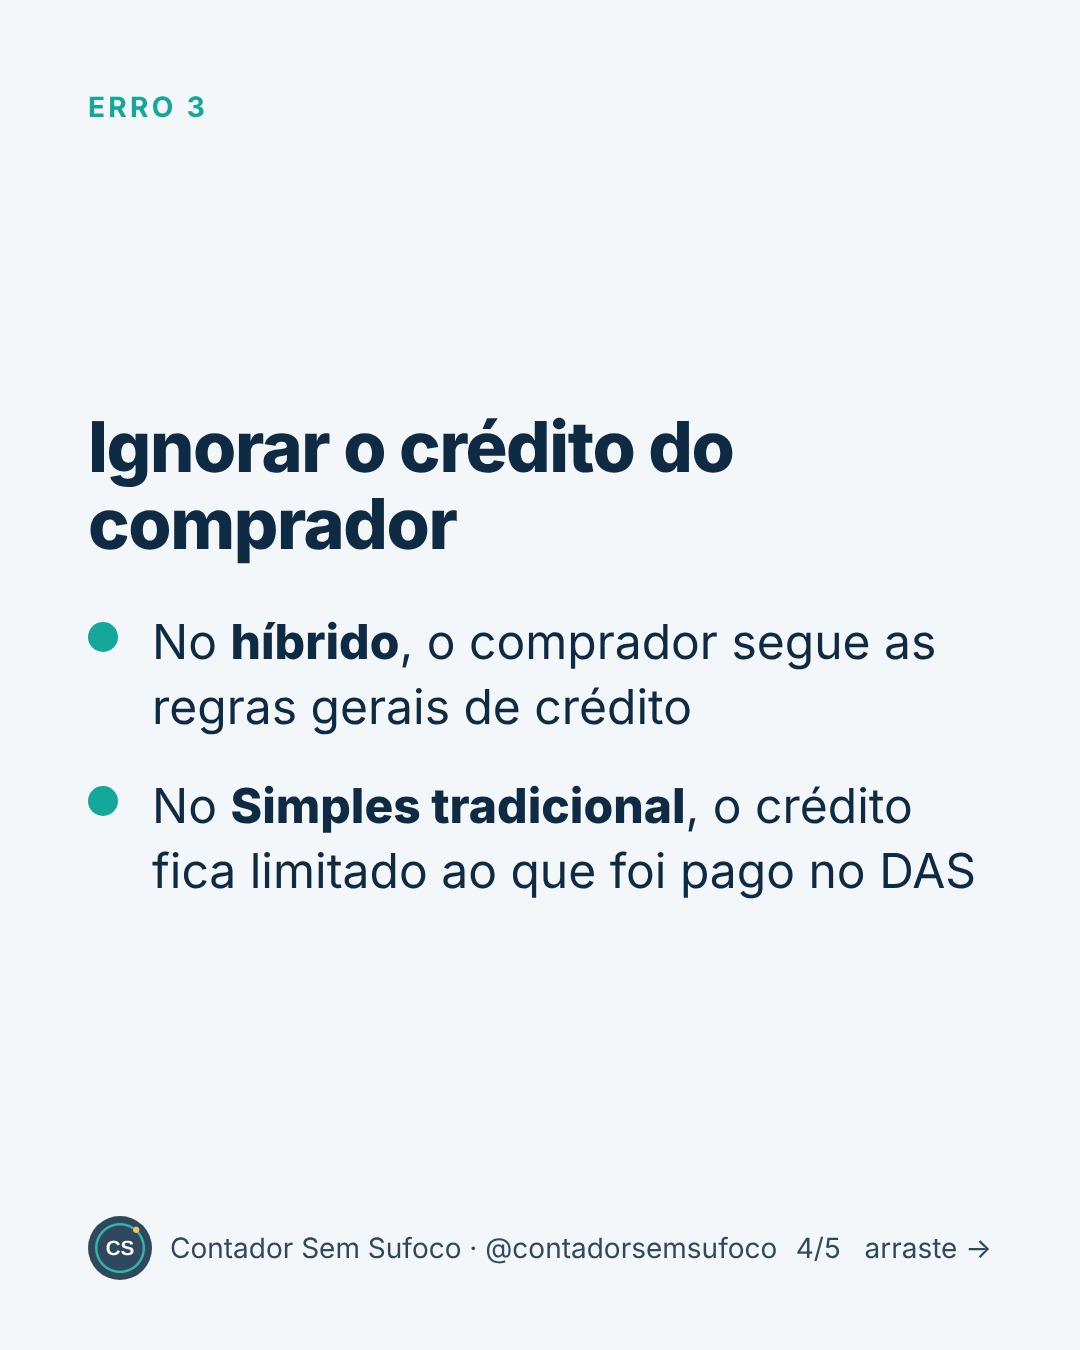 ERRO 3
Ignorar o crédito do
comprador
No híbrido, o comprador segue as
regras gerais de crédito
No Simples tradicional, o crédito
fica limitado ao que foi pago no DAS
CS Contador Sem Sufoco · @contadorsemsufoco 4/5 arraste →